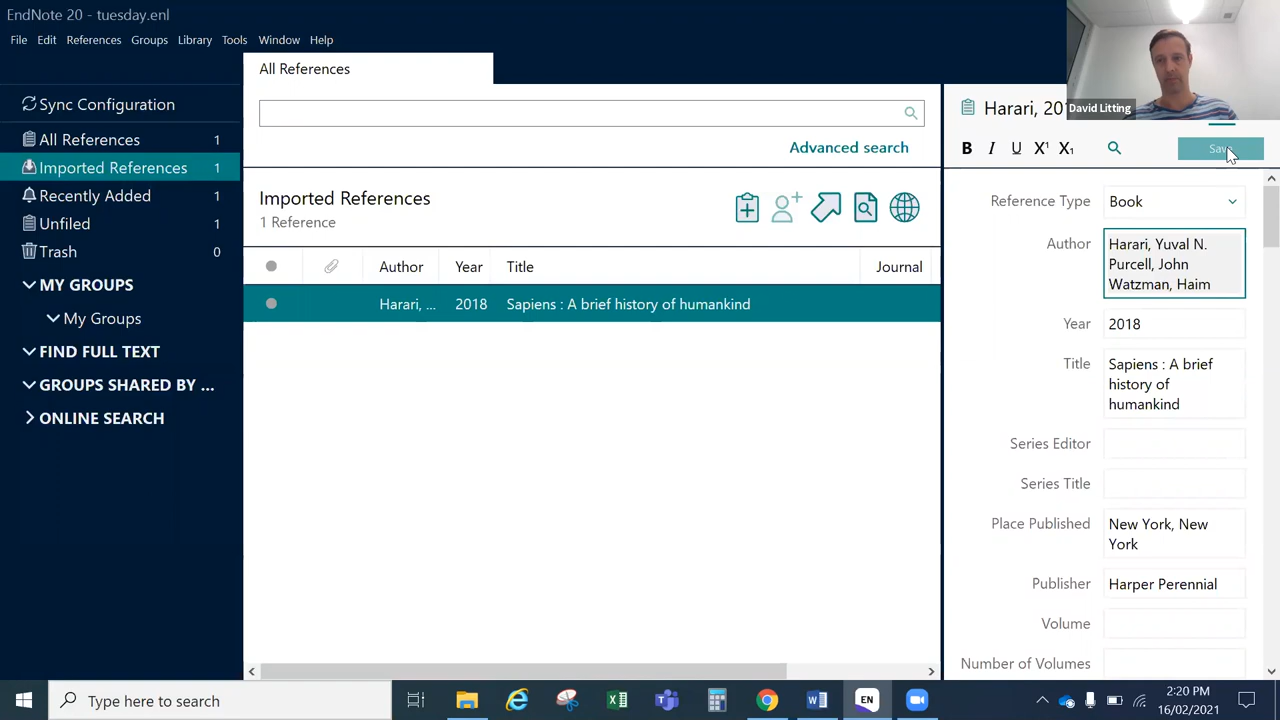 EndNote 20 - tuesday.enl
File Edit References Groups Library Tools Window Help
Sync Configuration
All References 1
Imported References 1
Recently Added 1
Unfiled 1
Trash 0
MY GROUPS
My Groups
FIND FULL TEXT
GROUPS SHARED BY ...
ONLINE SEARCH
All References
Advanced search
Imported References
1 Reference
Author Year Title Journal
Harari, ... 2018 Sapiens : A brief history of humankind
Harari, 20
David Litting
B I U X¹ X₁ Save
Reference Type Book
Author Harari, Yuval N.
Purcell, John
Watzman, Haim
Year 2018
Title Sapiens : A brief
history of
humankind
Series Editor
Series Title
Place Published New York, New
York
Publisher Harper Perennial
Volume
Number of Volumes
Type here to search
EN
2:20 PM
16/02/2021